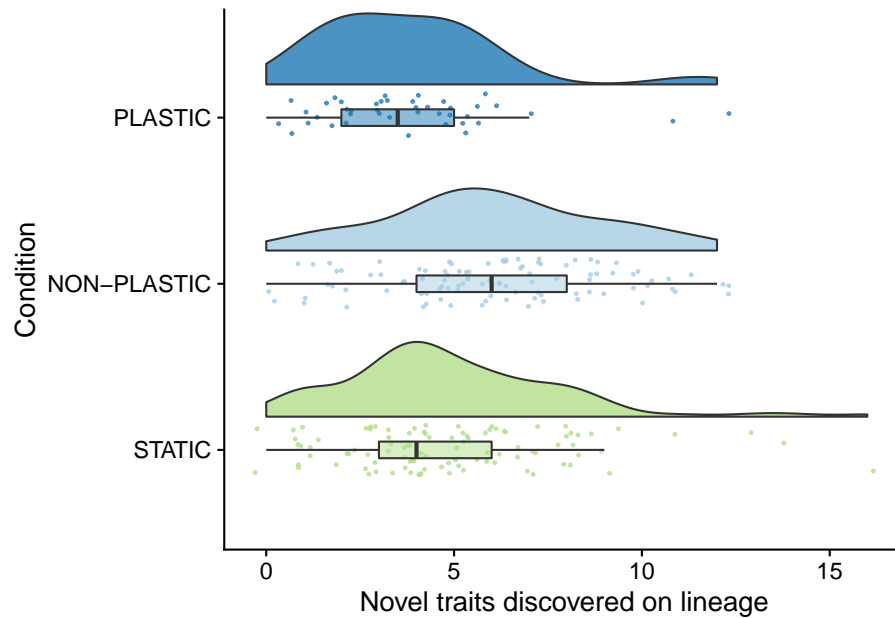 PLASTIC
NON−PLASTIC
STATIC
Condition
0 5 10 15
Novel traits discovered on lineage